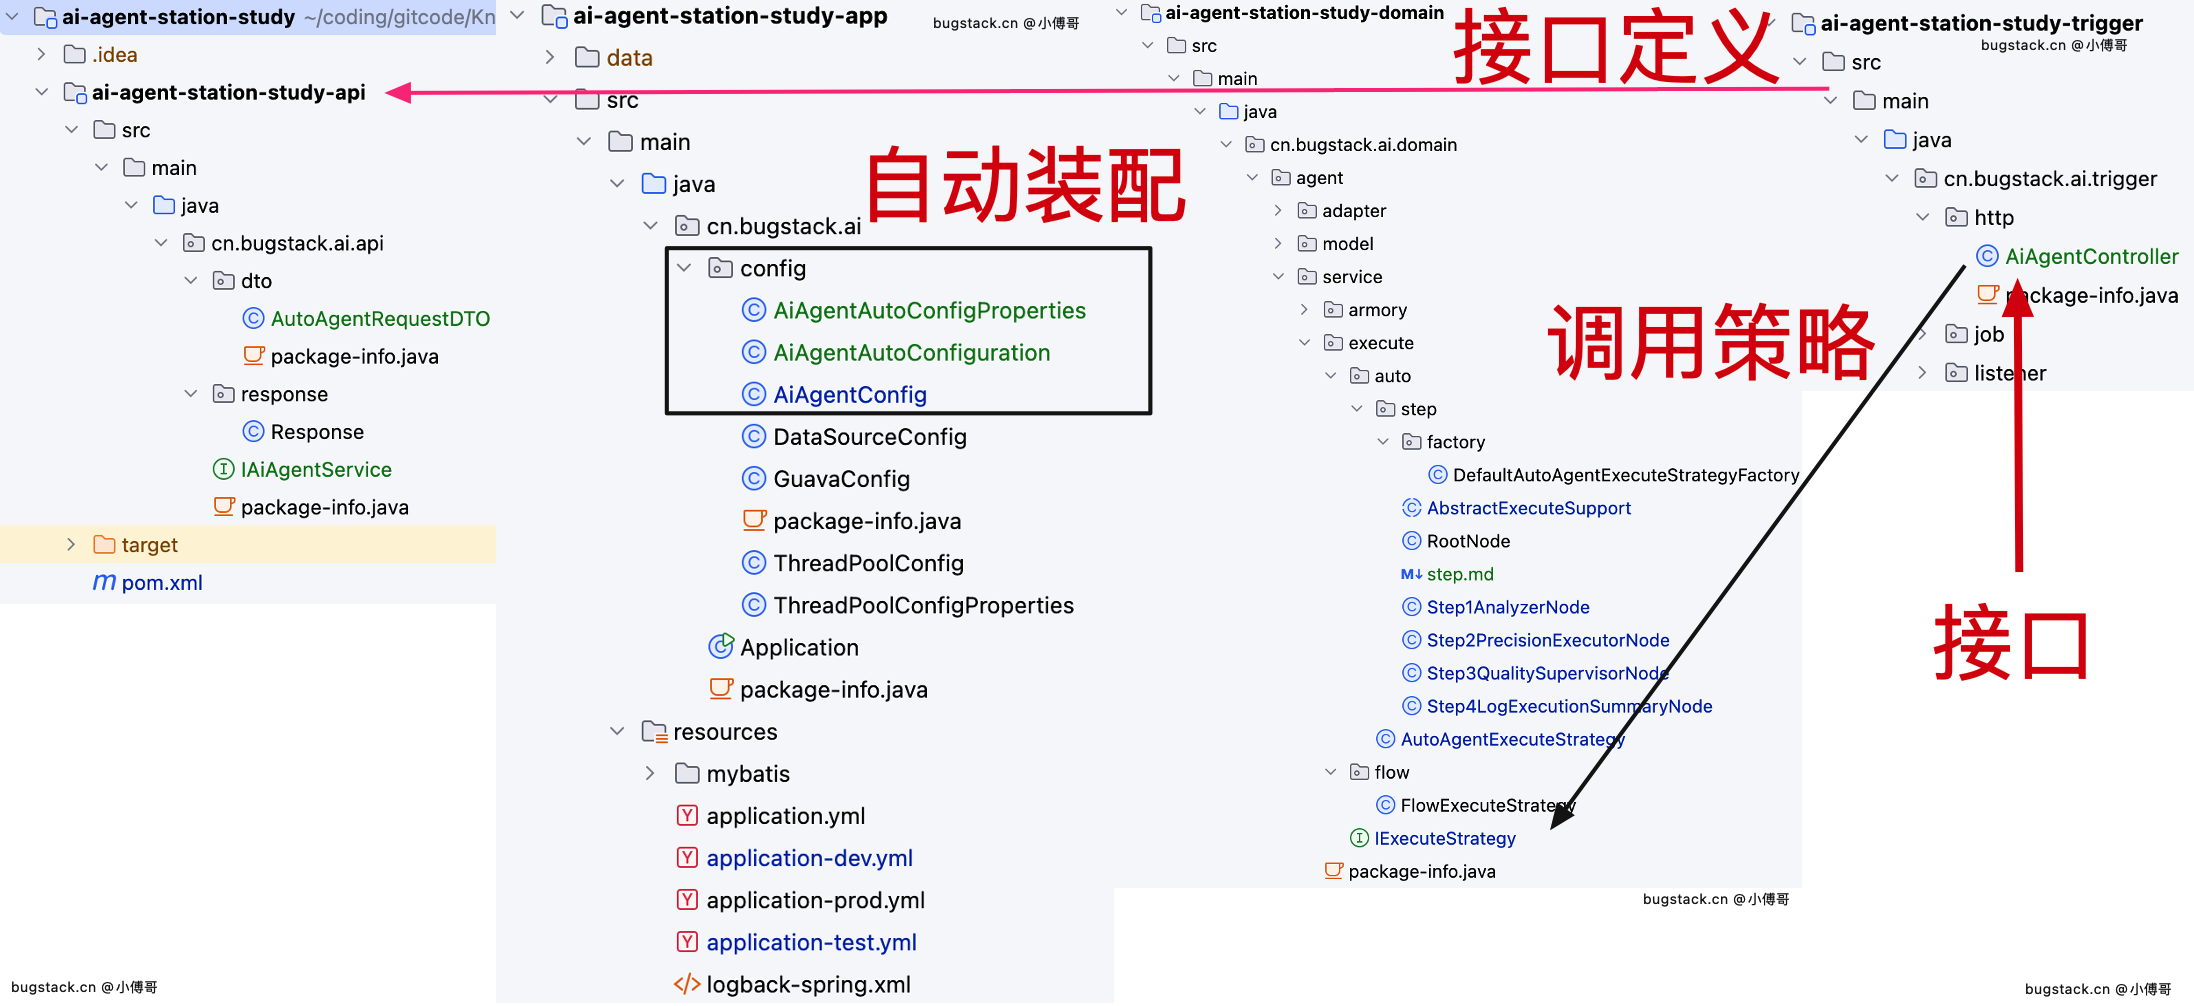 ai-agent-station-study ~/coding/gitcode/Kn
.idea
ai-agent-station-study-api
src
main
java
cn.bugstack.ai.api
dto
AutoAgentRequestDTO
package-info.java
response
Response
IAiAgentService
package-info.java
target
pom.xml
bugstack.cn @小傅哥
ai-agent-station-study-app
bugstack.cn @小傅哥
data
src
main
java
自动装配
cn.bugstack.ai
config
AiAgentAutoConfigProperties
AiAgentAutoConfiguration
AiAgentConfig
DataSourceConfig
GuavaConfig
package-info.java
ThreadPoolConfig
ThreadPoolConfigProperties
Application
package-info.java
resources
mybatis
application.yml
application-dev.yml
application-prod.yml
application-test.yml
logback-spring.xml
ai-agent-station-study-domain
接口定义
src
main
java
cn.bugstack.ai.domain
agent
adapter
model
service
armory
调用策略
execute
auto
step
factory
DefaultAutoAgentExecuteStrategyFactory
AbstractExecuteSupport
RootNode
step.md
Step1AnalyzerNode
Step2PrecisionExecutorNode
Step3QualitySupervisorNode
Step4LogExecutionSummaryNode
AutoAgentExecuteStrategy
flow
FlowExecuteStrategy
IExecuteStrategy
package-info.java
bugstack.cn @小傅哥
ai-agent-station-study-trigger
bugstack.cn @小傅哥
src
main
java
cn.bugstack.ai.trigger
http
AiAgentController
package-info.java
job
listener
接口
bugstack.cn @小傅哥